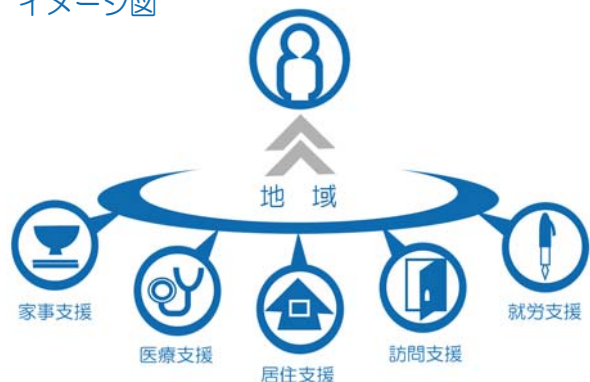 イメージ図
地 域
家事支援
医療支援
居住支援
訪問支援
就労支援